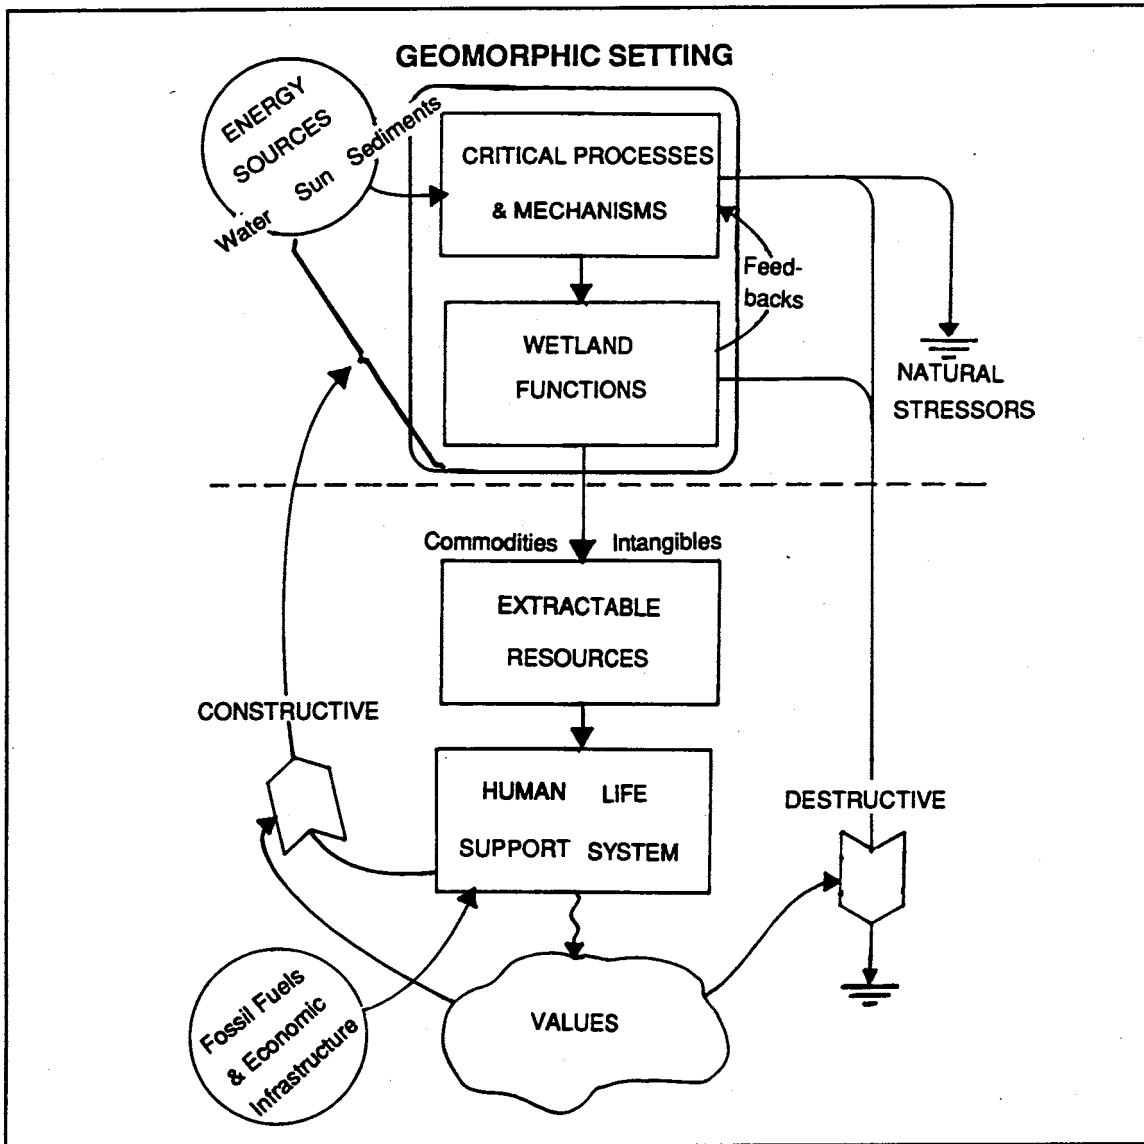 GEOMORPHIC SETTING
ENERGY
SOURCES
Water Sun Sediments
CRITICAL PROCESSES
& MECHANISMS
Feed-
backs
WETLAND
FUNCTIONS
NATURAL
STRESSORS
Commodities Intangibles
EXTRACTABLE
RESOURCES
CONSTRUCTIVE
HUMAN LIFE
SUPPORT SYSTEM
DESTRUCTIVE
Fossil Fuels
& Economic
Infrastructure
VALUES